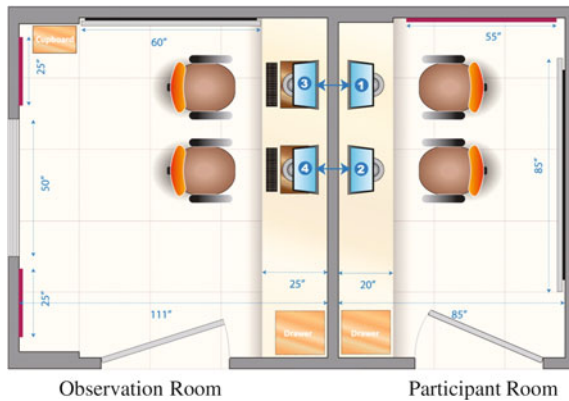 Cupboard
60”
55”
25”
3
1
50”
85”
4
2
25”
25”
20”
111”
85”
Drawer
Drawer
Observation Room
Participant Room